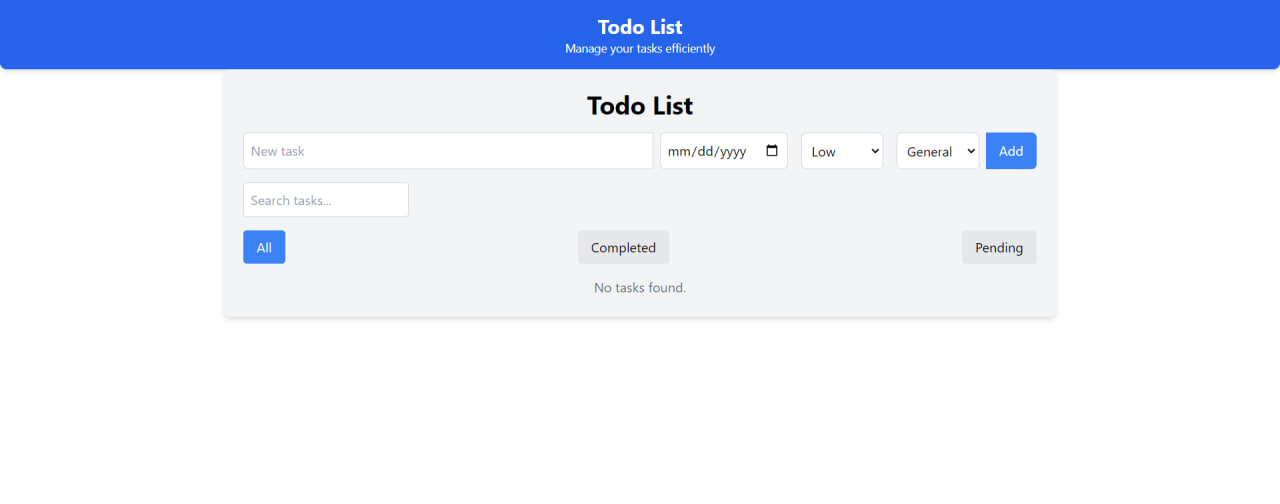 Todo List
Manage your tasks efficiently
Todo List
New task mm/dd/yyyy Low General Add
Search tasks...
All Completed Pending
No tasks found.